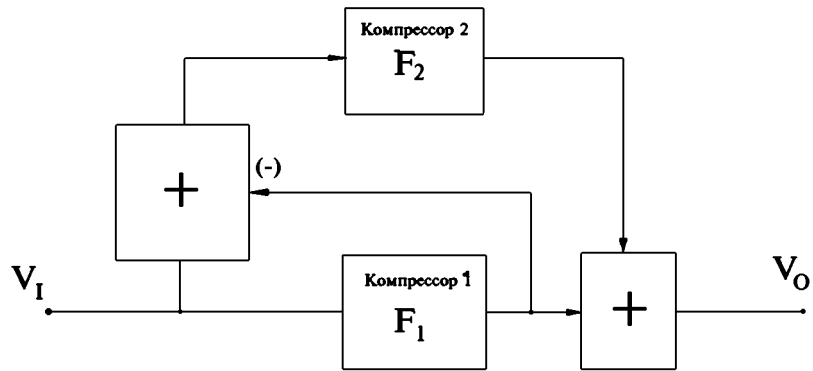 Компрессор 2
F2
(-)
+
VI
Компрессор 1
F1
+
VO